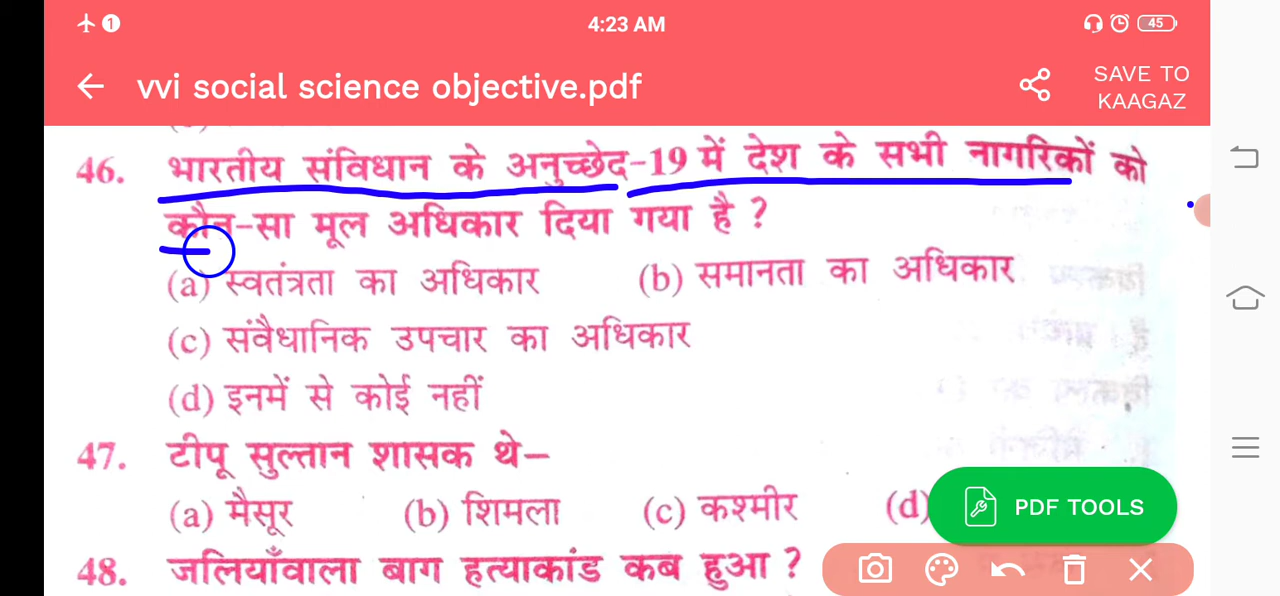 1 4:23 AM 45
vvi social science objective.pdf
SAVE TO
KAAGAZ
46. भारतीय संविधान के अनुच्छेद-19 में देश के सभी नागरिकों को
कौन-सा मूल अधिकार दिया गया है ?
(a) स्वतंत्रता का अधिकार (b) समानता का अधिकार
(c) संवैधानिक उपचार का अधिकार
(d) इनमें से कोई नहीं
47. टीपू सुल्तान शासक थे–
(a) मैसूर (b) शिमला (c) कश्मीर (d)
PDF TOOLS
48. जलियाँवाला बाग हत्याकांड कब हुआ ?